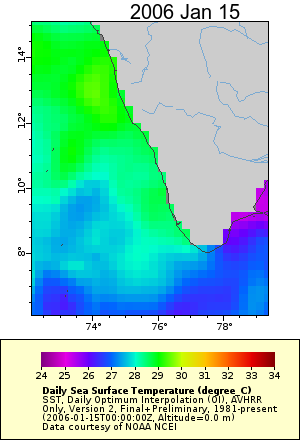 2006 Jan 15
14°
12°
10°
8°
74° 76° 78°
24 25 26 27 28 29 30 31 32 33 34
Daily Sea Surface Temperature (degree_C)
SST, Daily Optimum Interpolation (OI), AVHRR
Only, Version 2, Final+Preliminary, 1981-present
(2006-01-15T00:00:00Z, Altitude=0.0 m)
Data courtesy of NOAA NCEI